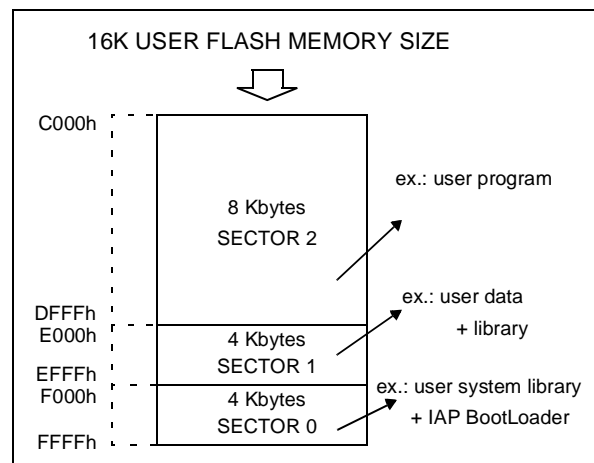 16K USER FLASH MEMORY SIZE
C000h
8 Kbytes
SECTOR 2
ex.: user program
DFFFh
E000h
4 Kbytes
SECTOR 1
ex.: user data
+ library
EFFFh
F000h
4 Kbytes
SECTOR 0
ex.: user system library
+ IAP BootLoader
FFFFh